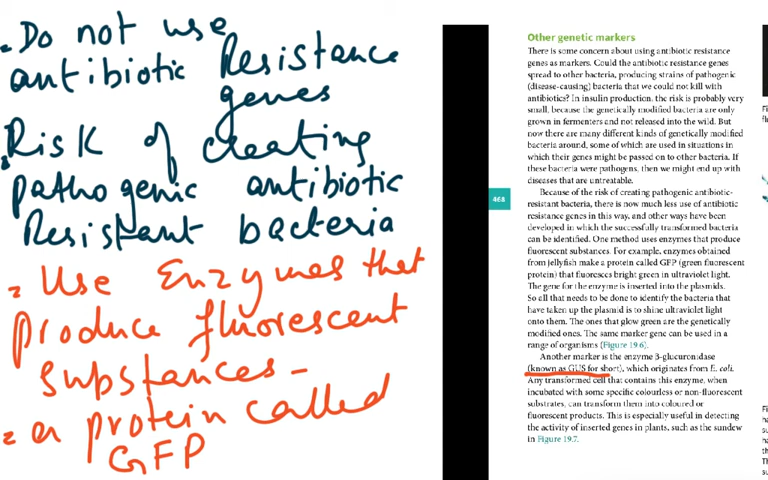 . Do not use
antibiotic Resistance
genes
. Risk of creating
pathogenic antibiotic
Resistant bacteria
- Use Enzymes that
produce fluorescent
substances -
- a protein called
GFP
Other genetic markers
There is some concern about using antibiotic resistance
genes as markers. Could the antibiotic resistance genes
spread to other bacteria, producing strains of pathogenic
(disease-causing) bacteria that we could not kill with
antibiotics? In insulin production, the risk is probably very
small, because the genetically modified bacteria are only
grown in fermenters and not released into the wild. But
now there are many different kinds of genetically modified
bacteria around, some of which are used in situations in
which their genes might be passed on to other bacteria. If
these bacteria were pathogens, then we might end up with
diseases that are untreatable.
Because of the risk of creating pathogenic antibiotic-
resistant bacteria, there is now much less use of antibiotic
resistance genes in this way, and other ways have been
developed in which the successfully transformed bacteria
can be identified. One method uses enzymes that produce
fluorescent substances. For example, enzymes obtained
from jellyfish make a protein called GFP (green fluorescent
protein) that fluoresces bright green in ultraviolet light.
The gene for the enzyme is inserted into the plasmids.
So all that needs to be done to identify the bacteria that
have taken up the plasmid is to shine ultraviolet light
onto them. The ones that glow green are the genetically
modified ones. The same marker gene can be used in a
range of organisms (Figure 19.6).
Another marker is the enzyme β-glucuronidase
(known as GUS for short), which originates from E. coli.
Any transformed cell that contains this enzyme, when
incubated with some specific colourless or non-fluorescent
substrates, can transform them into coloured or
fluorescent products. This is especially useful in detecting
the activity of inserted genes in plants, such as the sundew
in Figure 19.7.
468